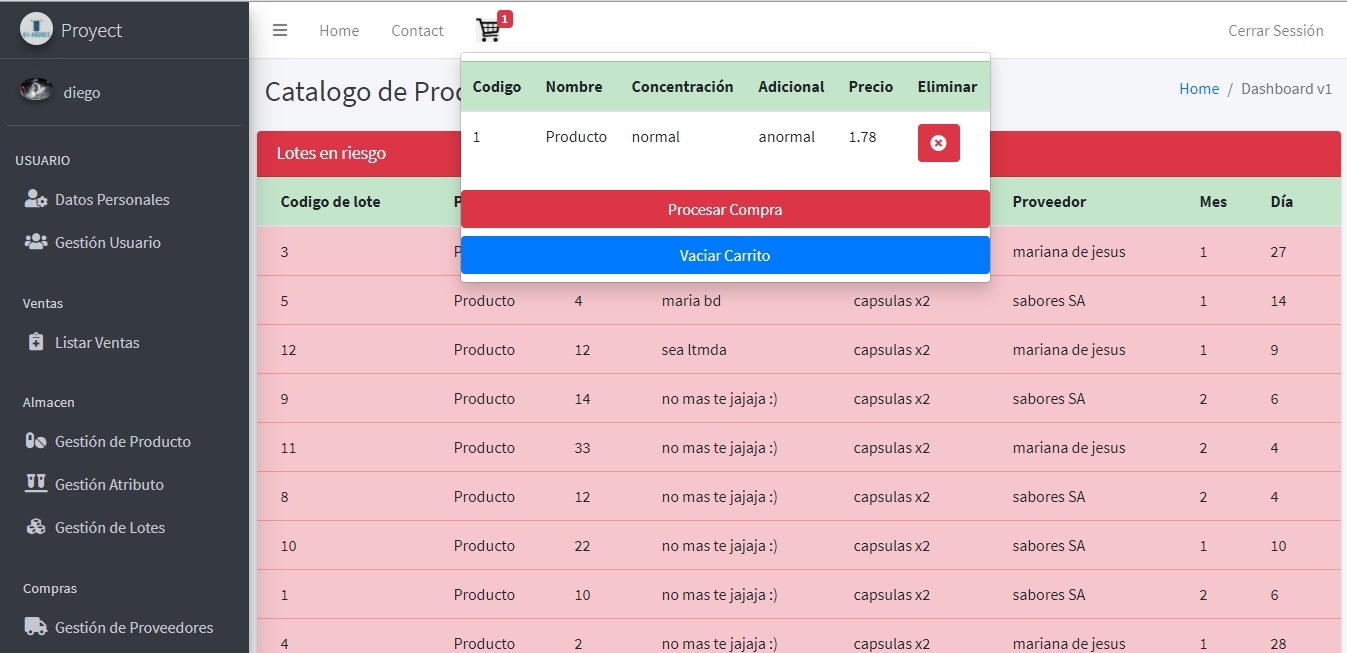 Proyect
diego
USUARIO
Datos Personales
Gestión Usuario
Ventas
Listar Ventas
Almacen
Gestión de Producto
Gestión Atributo
Gestión de Lotes
Compras
Gestión de Proveedores
Home Contact 1 Cerrar Sessión
Catalogo de Proc Home / Dashboard v1
Codigo Nombre Concentración Adicional Precio Eliminar
1 Producto normal anormal 1.78
Procesar Compra
Vaciar Carrito
Lotes en riesgo
Codigo de lote Proveedor Mes Día
3 mariana de jesus 1 27
5 Producto 4 maria bd capsulas x2 sabores SA 1 14
12 Producto 12 sea ltmda capsulas x2 mariana de jesus 1 9
9 Producto 14 no mas te jajaja :) capsulas x2 sabores SA 2 6
11 Producto 33 no mas te jajaja :) capsulas x2 mariana de jesus 2 4
8 Producto 12 no mas te jajaja :) capsulas x2 sabores SA 2 4
10 Producto 22 no mas te jajaja :) capsulas x2 sabores SA 1 10
1 Producto 10 no mas te jajaja :) capsulas x2 sabores SA 2 6
4 Producto 2 no mas te jajaja :) capsulas x2 mariana de jesus 1 28